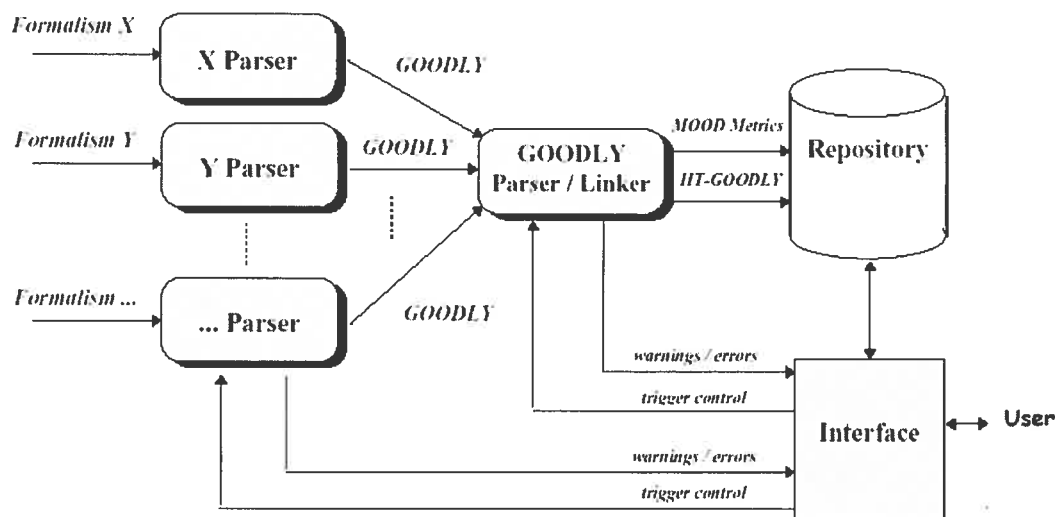 Formalism X
X Parser
GOODLY
Formalism Y
Y Parser
GOODLY
GOODLY
Parser / Linker
MOOD Metrics
HT-GOODLY
Repository
Formalism ...
... Parser
GOODLY
warnings / errors
trigger control
Interface
User
warnings / errors
trigger control